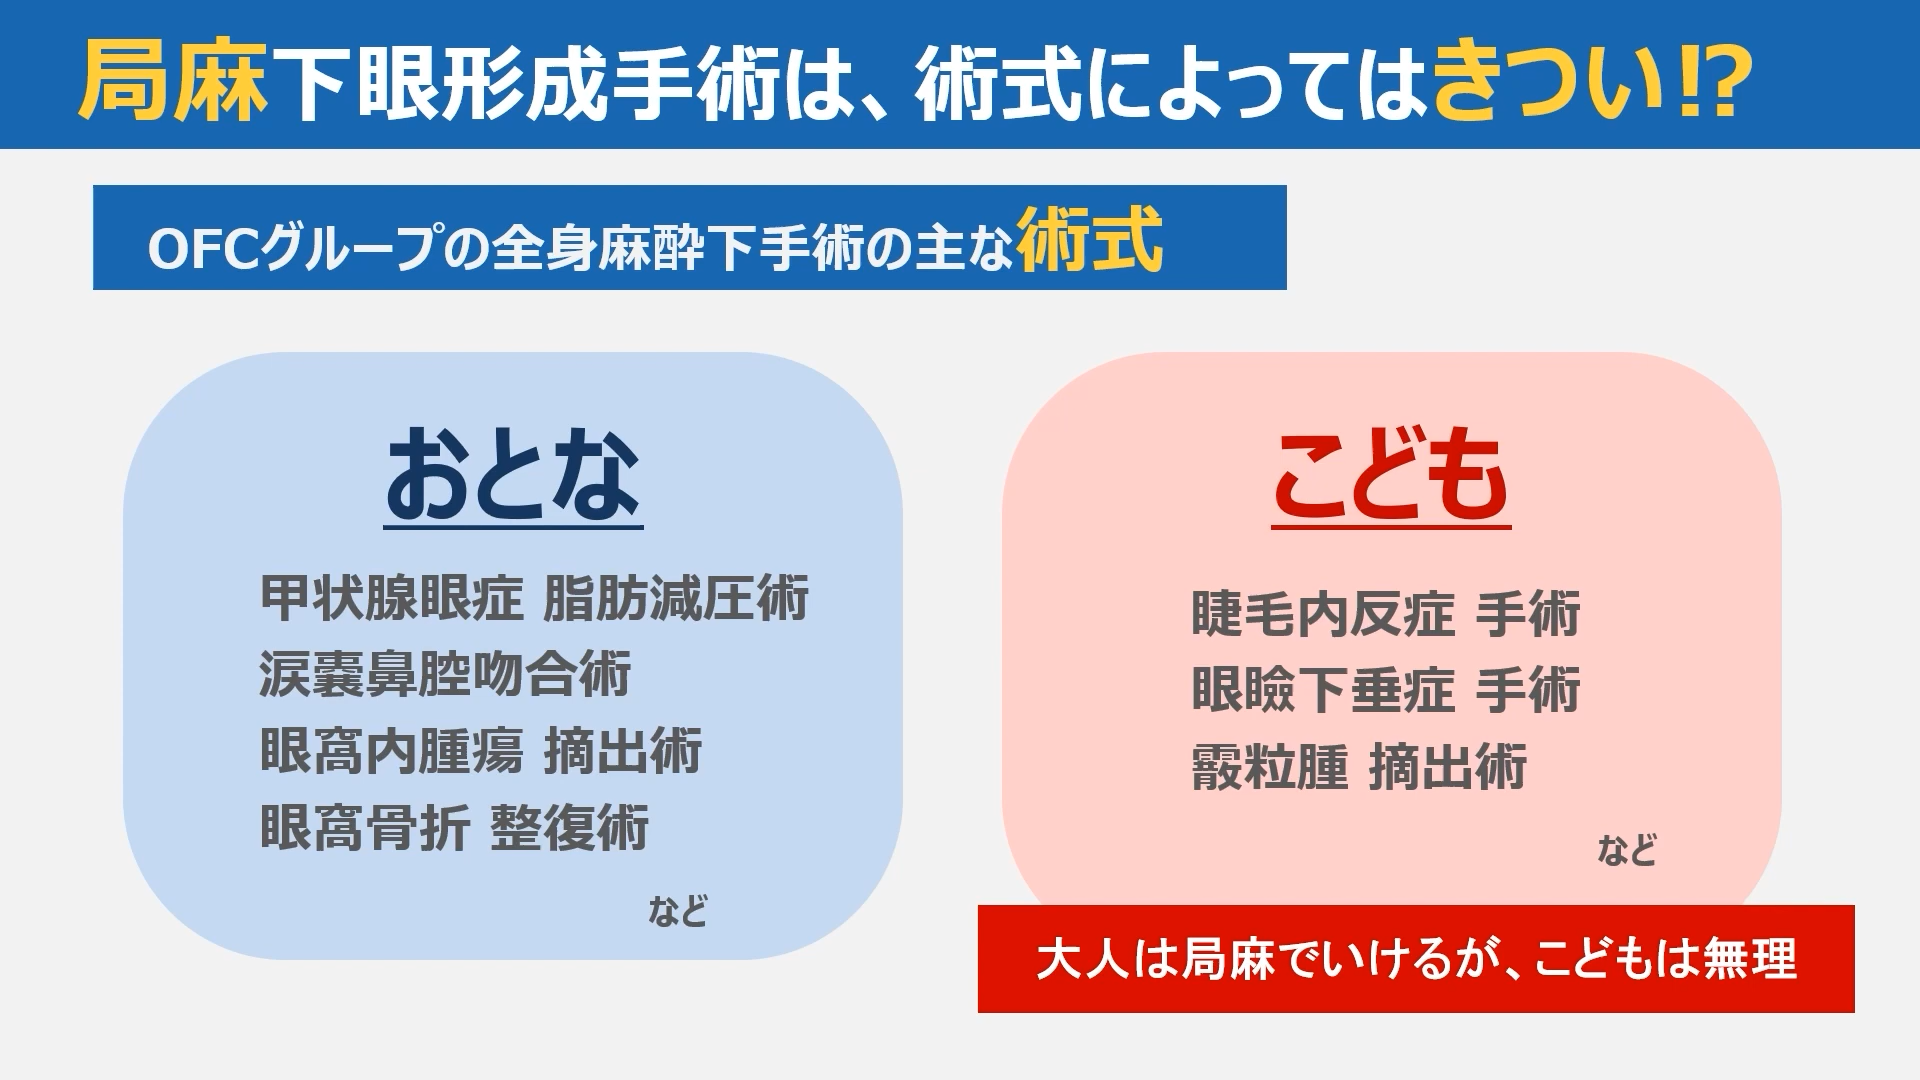 局麻下眼形成手術は、術式によってはきつい!?
OFCグループの全身麻酔下手術の主な術式
おとな
甲状腺眼症 脂肪減圧術
涙嚢鼻腔吻合術
眼窩内腫瘍 摘出術
眼窩骨折 整復術
など
こども
睫毛内反症 手術
眼瞼下垂症 手術
霰粒腫 摘出術
など
大人は局麻でいけるが、こどもは無理